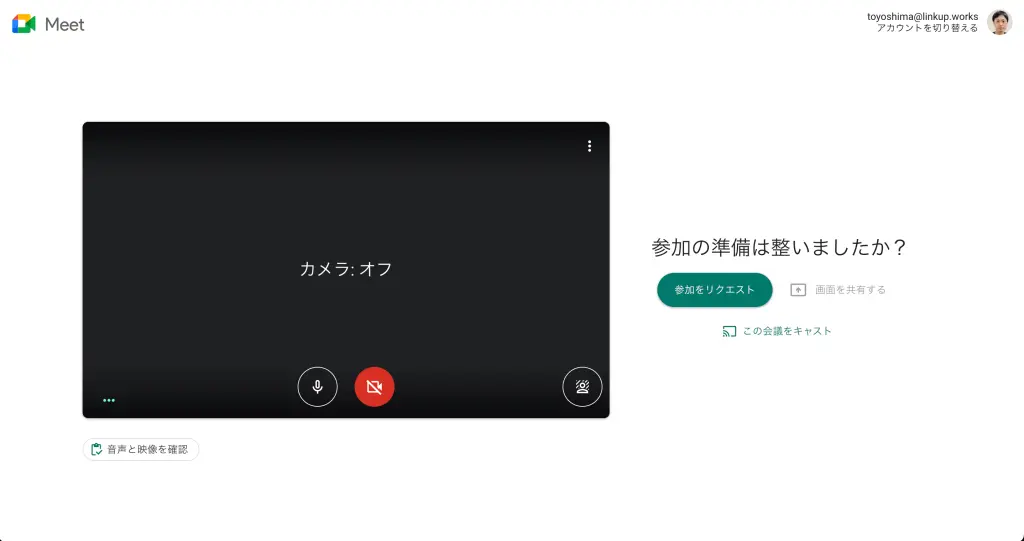 Meet
toyoshima@linkup.works
アカウントを切り替える
カメラ: オフ
参加の準備は整いましたか？
参加をリクエスト
画面を共有する
この会議をキャスト
音声と映像を確認